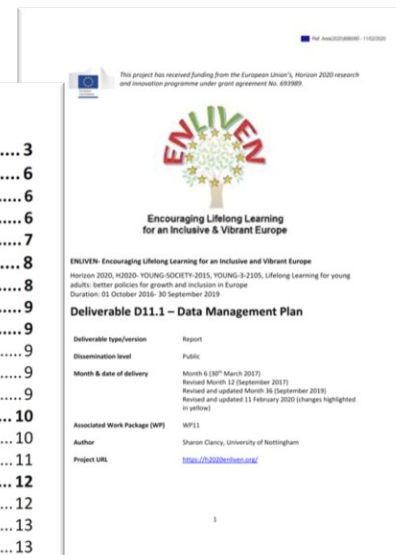 Ref. Ares(2020)898090 - 11/02/2020
This project has received funding from the European Union's, Horizon 2020 research
and innovation programme under grant agreement No. 693989.
ENLIVEN
Encouraging Lifelong Learning
for an Inclusive & Vibrant Europe
ENLIVEN- Encouraging Lifelong Learning for an Inclusive and Vibrant Europe
Horizon 2020, H2020- YOUNG-SOCIETY-2015, YOUNG-3-2105, Lifelong Learning for young
adults: better policies for growth and inclusion in Europe
Duration: 01 October 2016- 30 September 2019
Deliverable D11.1 – Data Management Plan
Deliverable type/version Report
Dissemination level Public
Month & date of delivery Month 6 (30th March 2017)
Revised Month 12 (September 2017)
Revised and updated Month 36 (September 2019)
Revised and updated 11 February 2020 (changes highlighted
in yellow)
Associated Work Package (WP) WP11
Author Sharon Clancy, University of Nottingham
Project URL https://h2020enliven.org/
1
.... 3
.... 6
.... 6
.... 6
.... 7
.... 8
.... 8
.... 9
.... 9
.... 9
.... 9
.... 9
... 10
... 10
... 11
... 12
... 12
... 13
... 13